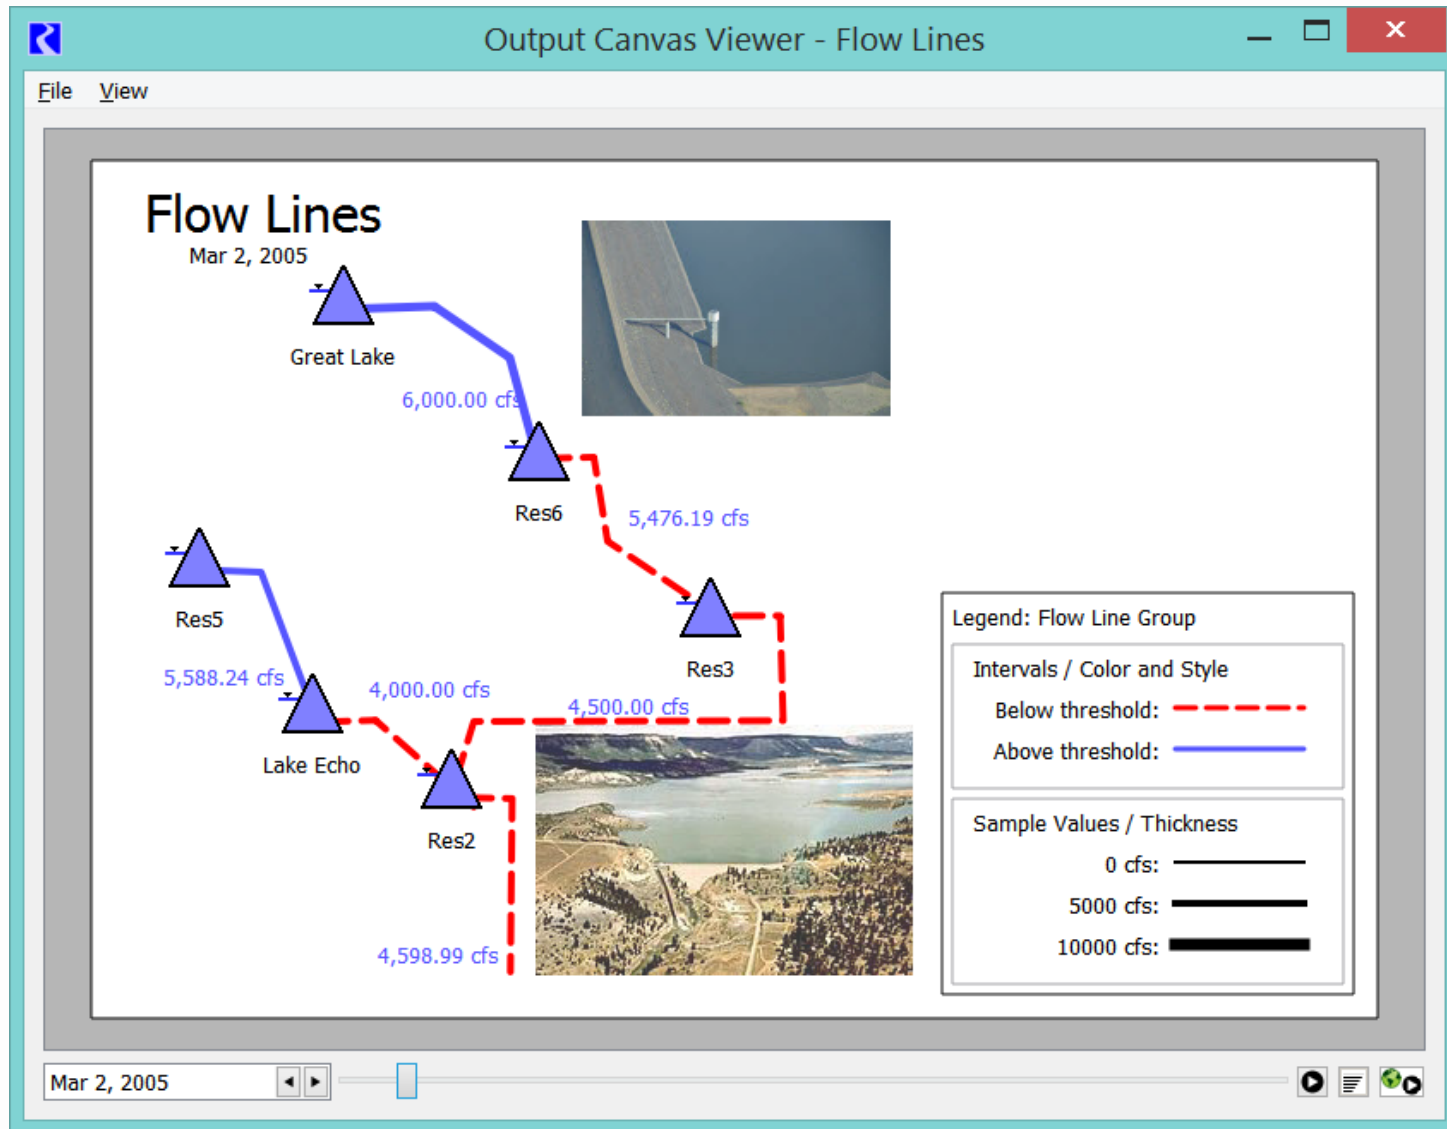 Output Canvas Viewer - Flow Lines
File View
Flow Lines
Mar 2, 2005
Great Lake
6,000.00 cfs
Res6
5,476.19 cfs
Res5
Res3
5,588.24 cfs
4,000.00 cfs
4,500.00 cfs
Lake Echo
Res2
4,598.99 cfs
Legend: Flow Line Group
Intervals / Color and Style
Below threshold:
Above threshold:
Sample Values / Thickness
0 cfs:
5000 cfs:
10000 cfs:
Mar 2, 2005